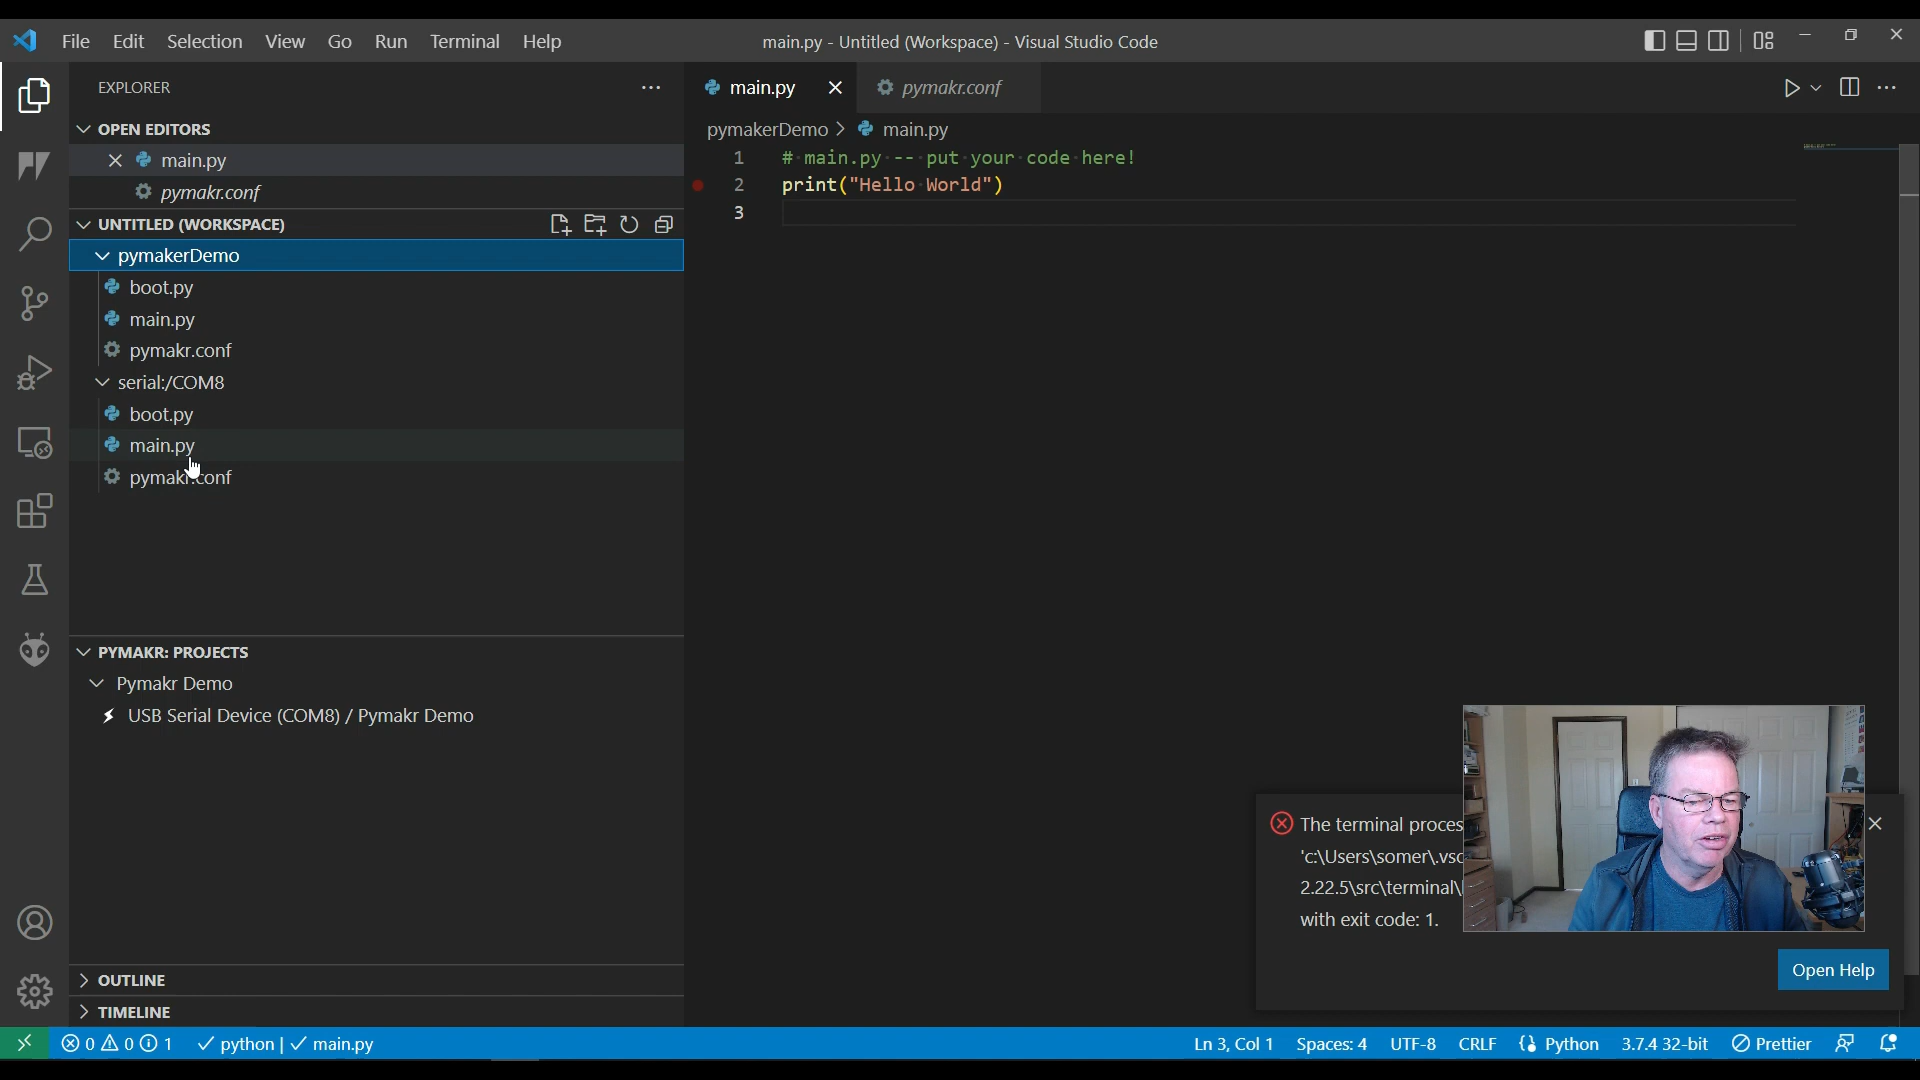 File Edit Selection View Go Run Terminal Help
main.py - Untitled (Workspace) - Visual Studio Code
EXPLORER
OPEN EDITORS
main.py
pymakr.conf
UNTITLED (WORKSPACE)
pymakerDemo
boot.py
main.py
pymakr.conf
serial:/COM8
boot.py
main.py
pymakr.conf
PYMAKR: PROJECTS
Pymakr Demo
USB Serial Device (COM8) / Pymakr Demo
OUTLINE
TIMELINE
main.py
pymakr.conf
pymakerDemo > main.py
1 # main.py -- put your code here!
2 print("Hello World")
3
The terminal proces
'c:\Users\somer\.vsc
2.22.5\src\terminal\
with exit code: 1.
Open Help
0 0 1 python | main.py
Ln 3, Col 1 Spaces: 4 UTF-8 CRLF Python 3.7.4 32-bit Prettier